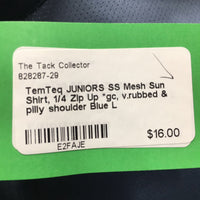 The Tack Collector
828287-29
TemTeq JUNIORS SS Mesh Sun
Shirt, 1/4 Zip Up *gc, v.rubbed &
pilly shoulder Blue L
$16.00
E2FAJE